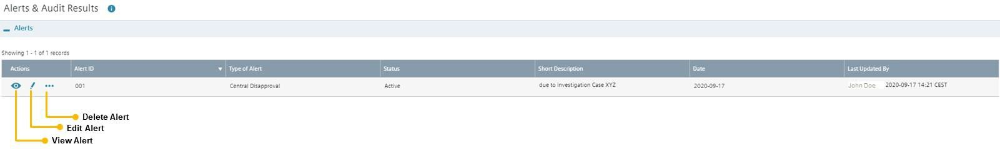 Alerts & Audit Results
Alerts
Showing 1 - 1 of 1 records
Actions Alert ID Type of Alert Status Short Description Date Last Updated By
001 Central Disapproval Active due to investigation Case XYZ 2020-09-17 John Doe 2020-09-17 14:21 CEST
Delete Alert
Edit Alert
View Alert